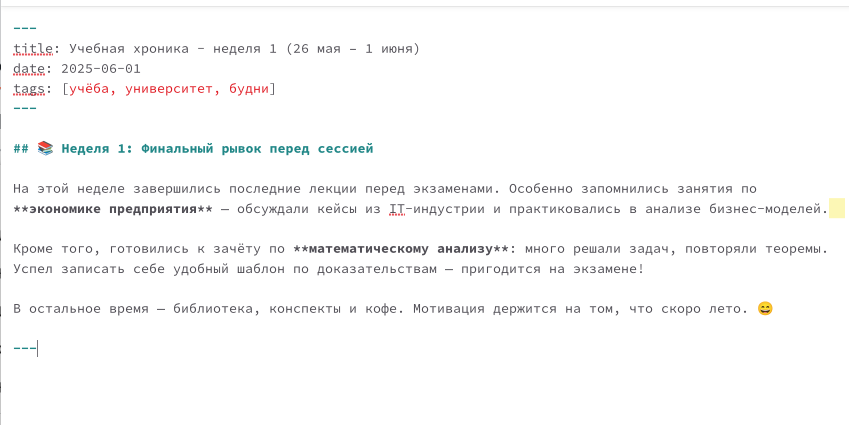 ---
title: Учебная хроника - неделя 1 (26 мая – 1 июня)
date: 2025-06-01
tags: [учёба, университет, будни]
---
## 📚 Неделя 1: Финальный рывок перед сессией
На этой неделе завершились последние лекции перед экзаменами. Особенно запомнились занятия по
**экономике предприятия** — обсуждали кейсы из IT-индустрии и практиковались в анализе бизнес-моделей.
Кроме того, готовились к зачёту по **математическому анализу**: много решали задач, повторяли теоремы.
Успел записать себе удобный шаблон по доказательствам — пригодится на экзамене!
В остальное время — библиотека, конспекты и кофе. Мотивация держится на том, что скоро лето. 😄
---